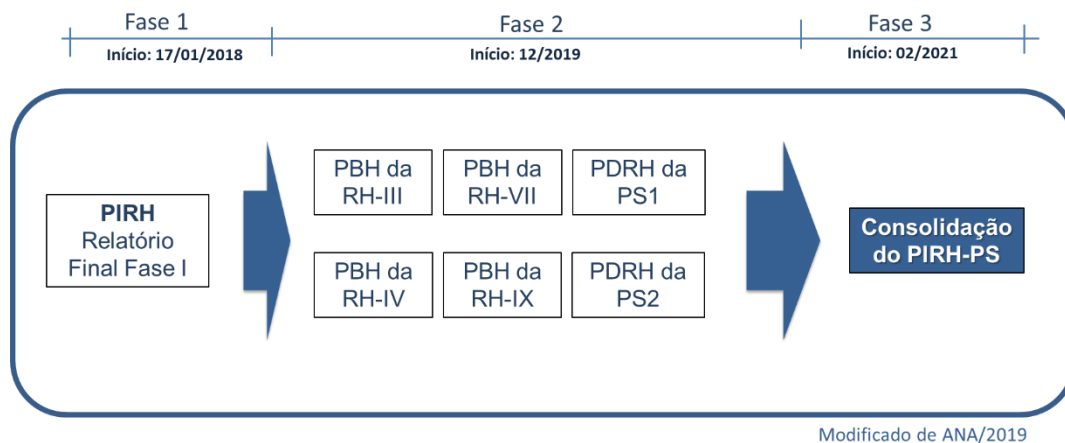 Fase 1
Fase 2
Fase 3
Início: 17/01/2018
Início: 12/2019
Início: 02/2021
PIRH
Relatório
Final Fase I
PBH da
RH-III
PBH da
RH-VII
PDRH da
PS1
PBH da
RH-IV
PBH da
RH-IX
PDRH da
PS2
Consolidação
do PIRH-PS
Modificado de ANA/2019